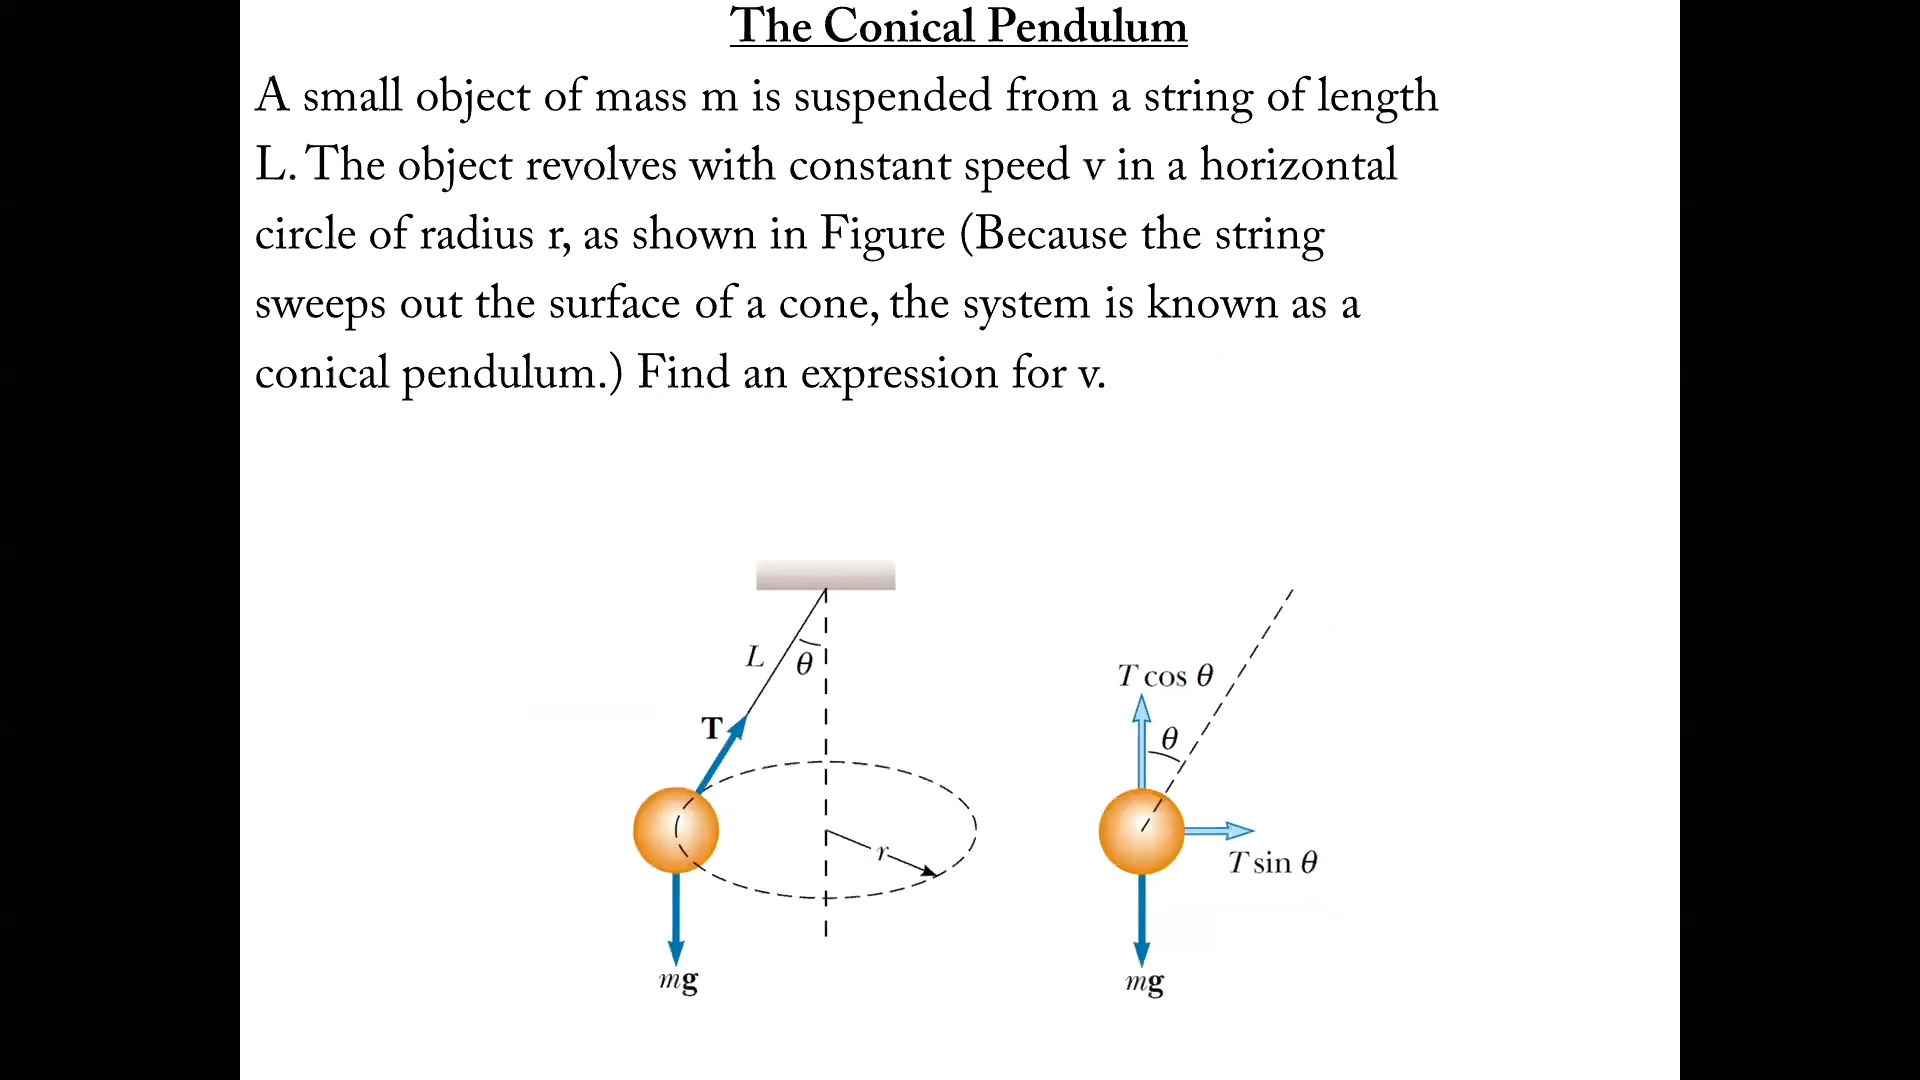 The Conical Pendulum
A small object of mass m is suspended from a string of length
L. The object revolves with constant speed v in a horizontal
circle of radius r, as shown in Figure (Because the string
sweeps out the surface of a cone, the system is known as a
conical pendulum.) Find an expression for v.
L
θ
T
r
mg
T cos θ
θ
T sin θ
mg